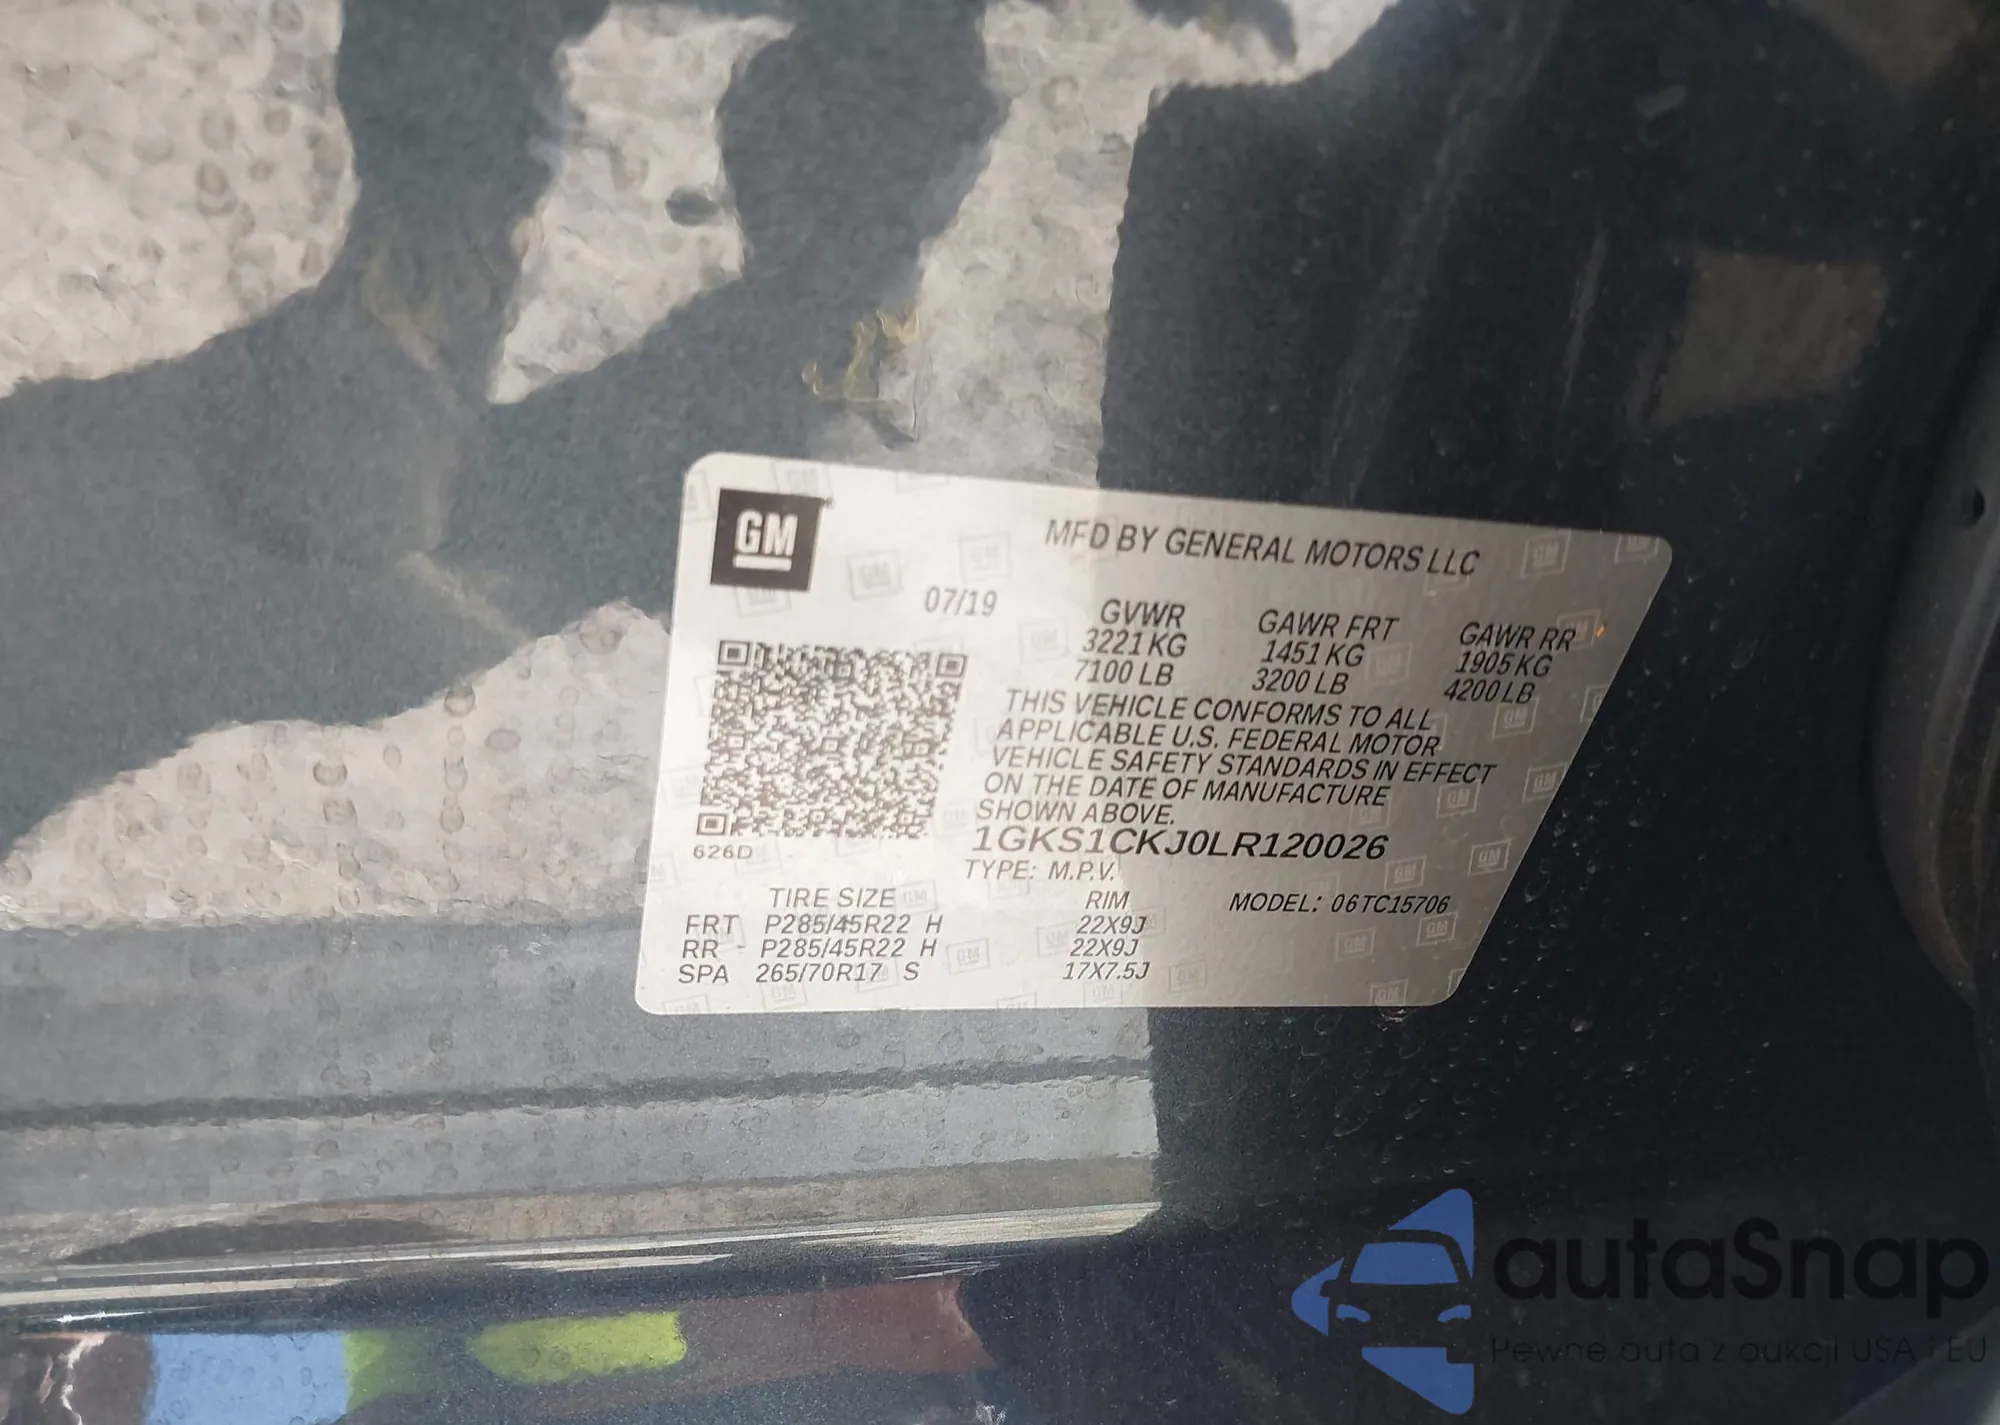 GM
MFD BY GENERAL MOTORS LLC
07/19
GVWR GAWR FRT GAWR RR
3221 KG 1451 KG 1905 KG
7100 LB 3200 LB 4200 LB
THIS VEHICLE CONFORMS TO ALL
APPLICABLE U.S. FEDERAL MOTOR
VEHICLE SAFETY STANDARDS IN EFFECT
ON THE DATE OF MANUFACTURE
SHOWN ABOVE.
1GKS1CKJ0LR120026
626D
TYPE: M.P.V.
TIRE SIZE RIM MODEL: 06TC15706
FRT P285/45R22 H 22X9J
RR P285/45R22 H 22X9J
SPA 265/70R17 S 17X7.5J
autaSnap
Pewne auta z aukcji USA i EU